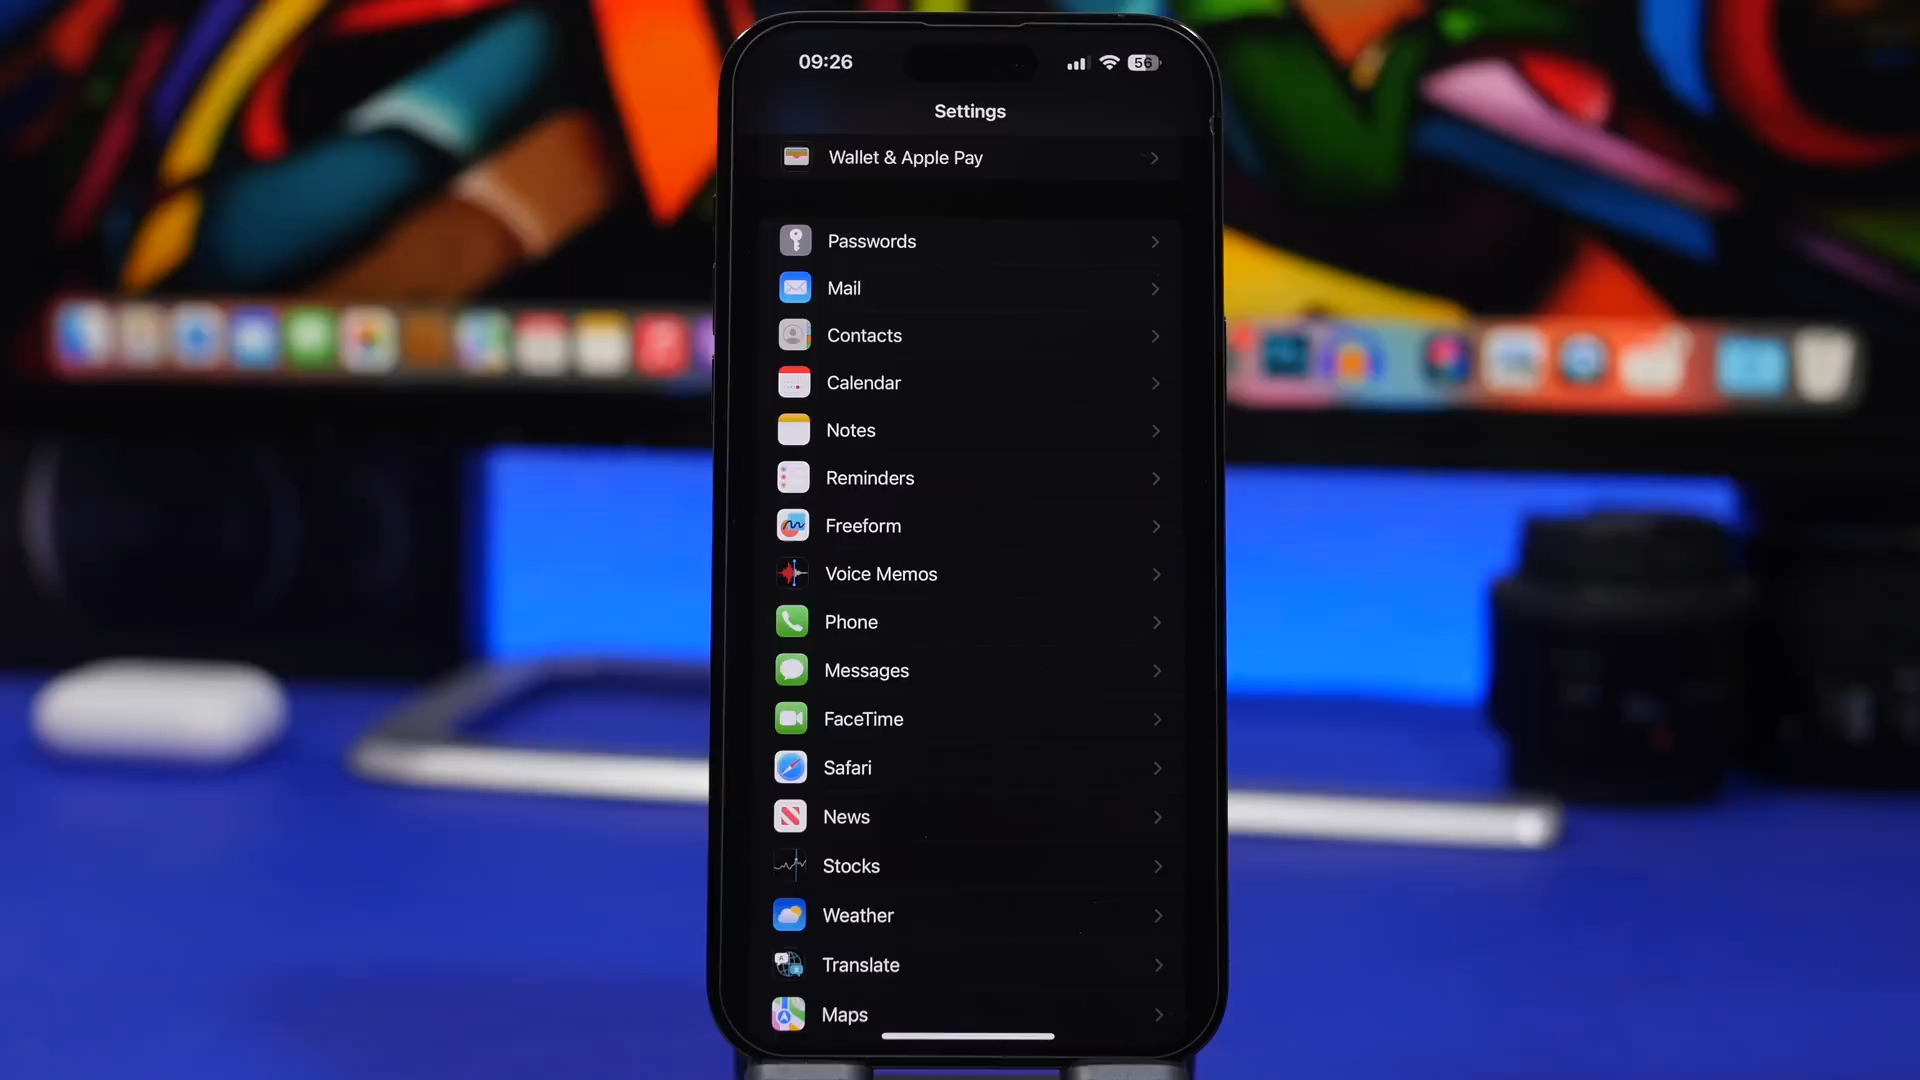 09:26
56
Settings
Wallet & Apple Pay
Passwords
Mail
Contacts
Calendar
Notes
Reminders
Freeform
Voice Memos
Phone
Messages
FaceTime
Safari
News
Stocks
Weather
Translate
Maps